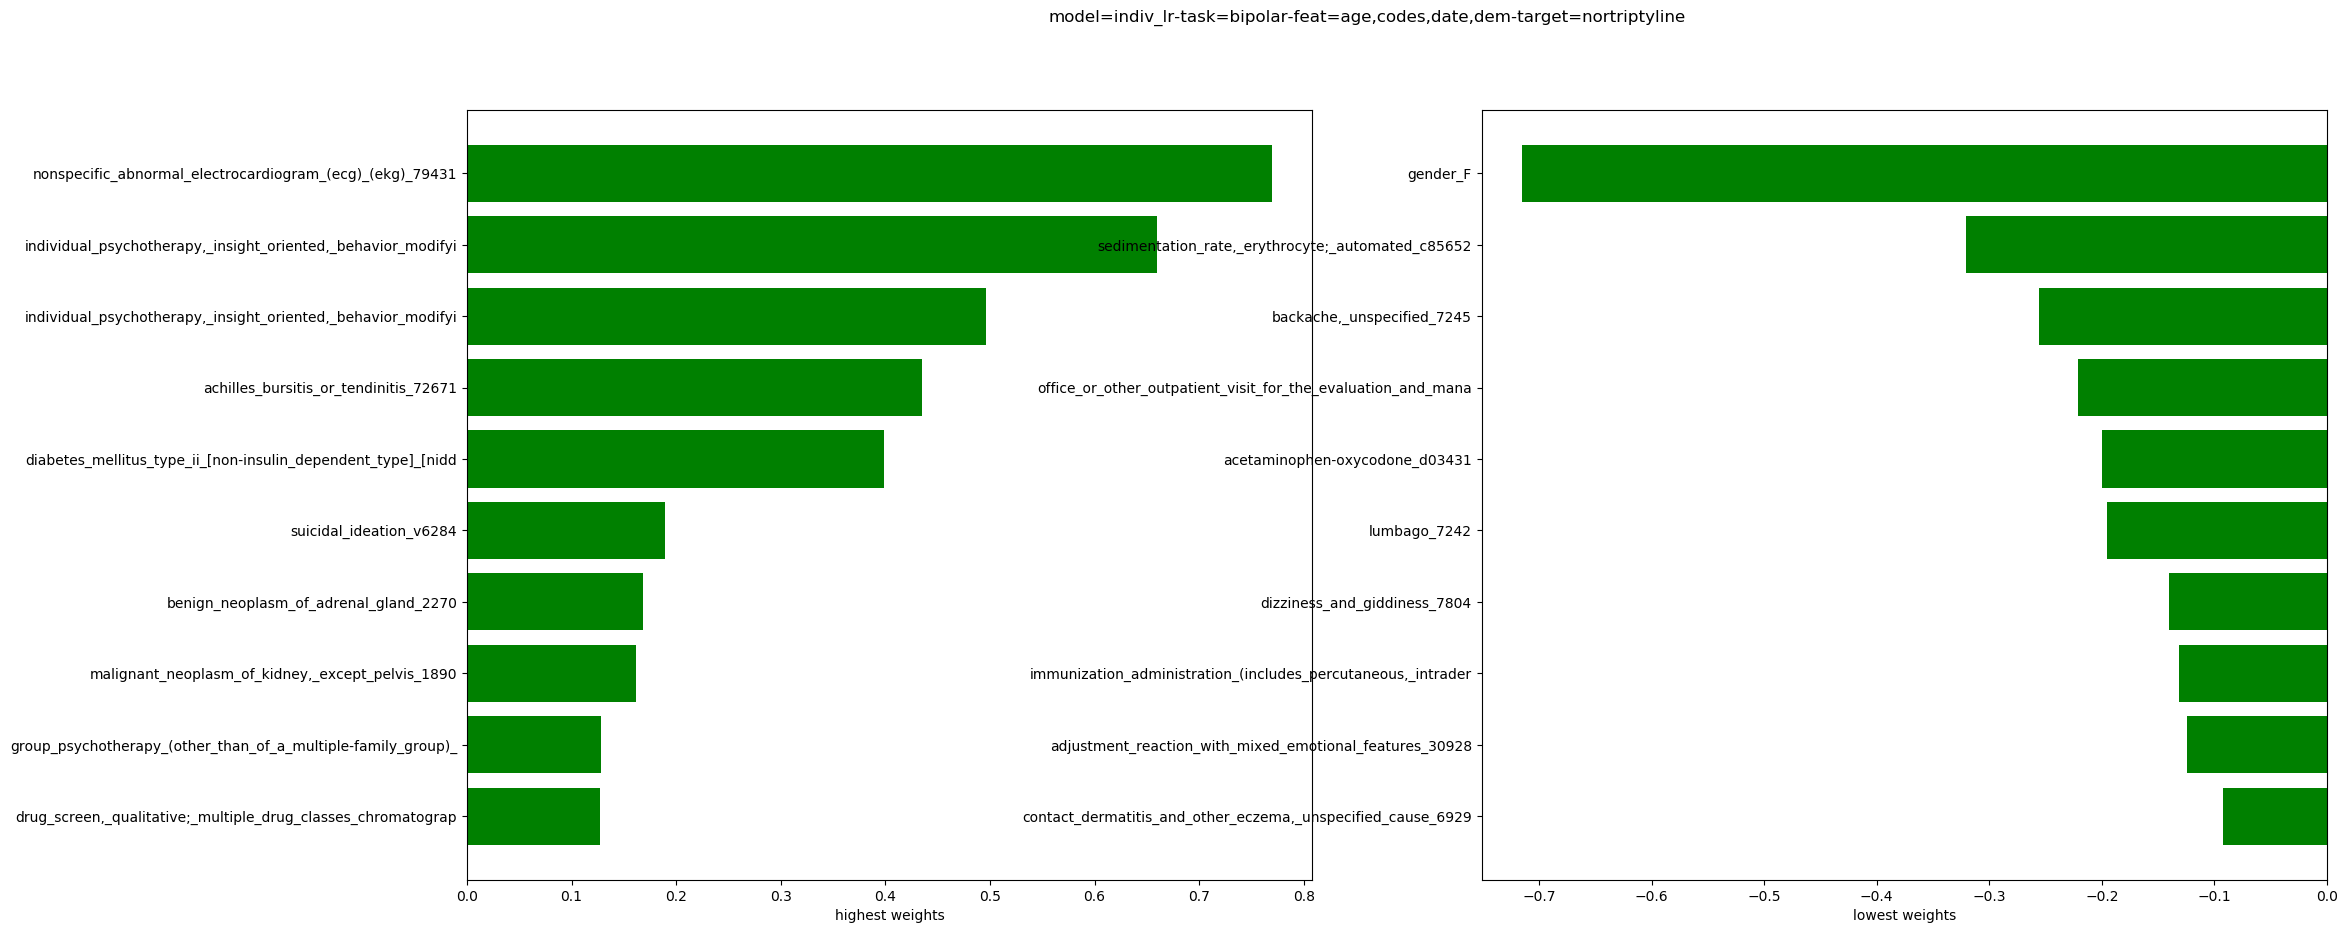 model=indiv_lr-task=bipolar-feat=age,codes,date,dem-target=nortriptyline
nonspecific_abnormal_electrocardiogram_(ecg)_(ekg)_79431
individual_psychotherapy,_insight_oriented,_behavior_modifyi
individual_psychotherapy,_insight_oriented,_behavior_modifyi
achilles_bursitis_or_tendinitis_72671
diabetes_mellitus_type_ii_[non-insulin_dependent_type]_[nidd
suicidal_ideation_v6284
benign_neoplasm_of_adrenal_gland_2270
malignant_neoplasm_of_kidney,_except_pelvis_1890
group_psychotherapy_(other_than_of_a_multiple-family_group)_
drug_screen,_qualitative;_multiple_drug_classes_chromatograp
0.0 0.1 0.2 0.3 0.4 0.5 0.6 0.7 0.8
highest weights
gender_F
sedimentation_rate,_erythrocyte;_automated_c85652
backache,_unspecified_7245
office_or_other_outpatient_visit_for_the_evaluation_and_mana
acetaminophen-oxycodone_d03431
lumbago_7242
dizziness_and_giddiness_7804
immunization_administration_(includes_percutaneous,_intrader
adjustment_reaction_with_mixed_emotional_features_30928
contact_dermatitis_and_other_eczema,_unspecified_cause_6929
−0.7 −0.6 −0.5 −0.4 −0.3 −0.2 −0.1 0.0
lowest weights